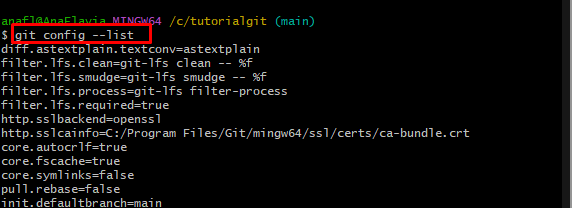 anafl@AnaFlavia MINGW64 /c/tutorialgit (main)
$ git config --list
diff.astextplain.textconv=astextplain
filter.lfs.clean=git-lfs clean -- %f
filter.lfs.smudge=git-lfs smudge -- %f
filter.lfs.process=git-lfs filter-process
filter.lfs.required=true
http.sslbackend=openssl
http.sslcainfo=C:/Program Files/Git/mingw64/ssl/certs/ca-bundle.crt
core.autocrlf=true
core.fscache=true
core.symlinks=false
pull.rebase=false
init.defaultbranch=main